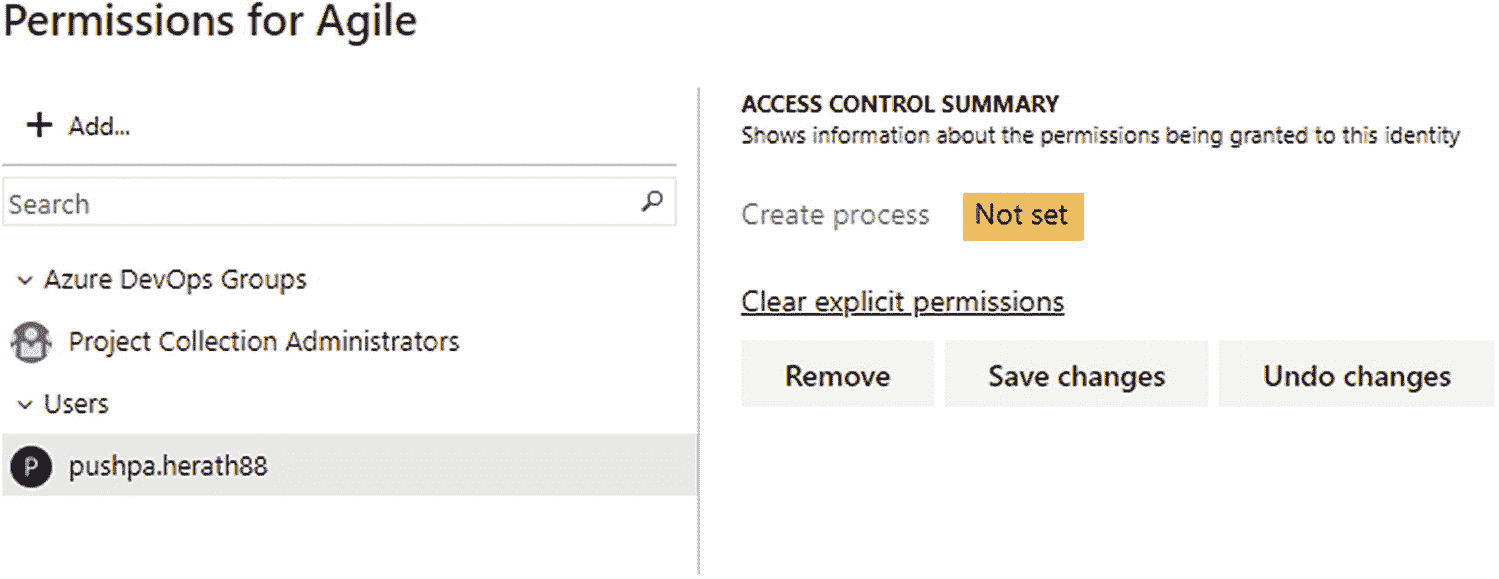 Permissions for Agile
+ Add...
Search
Azure DevOps Groups
Project Collection Administrators
Users
P pushpa.herath88
ACCESS CONTROL SUMMARY
Shows information about the permissions being granted to this identity
Create process Not set
Clear explicit permissions
Remove Save changes Undo changes